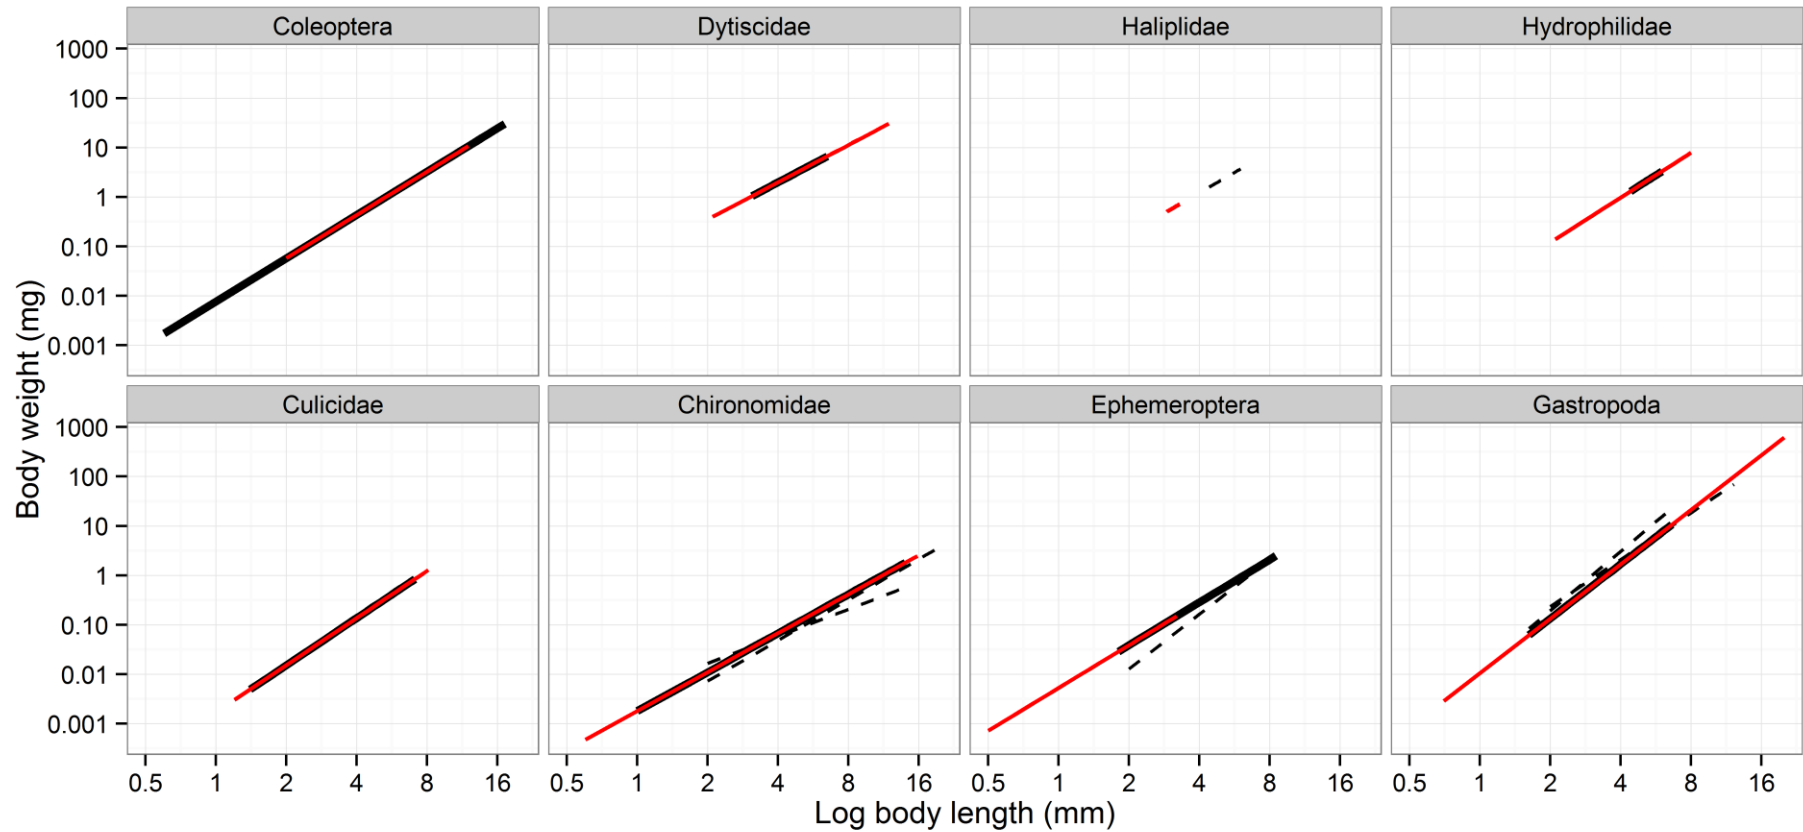 Coleoptera Dytiscidae Haliplidae Hydrophilidae
1000
100
10
1
0.10
0.01
0.001
Body weight (mg)
Culicidae Chironomidae Ephemeroptera Gastropoda
1000
100
10
1
0.10
0.01
0.001
0.5 1 2 4 8 16 0.5 1 2 4 8 16 0.5 1 2 4 8 16 0.5 1 2 4 8 16
Log body length (mm)